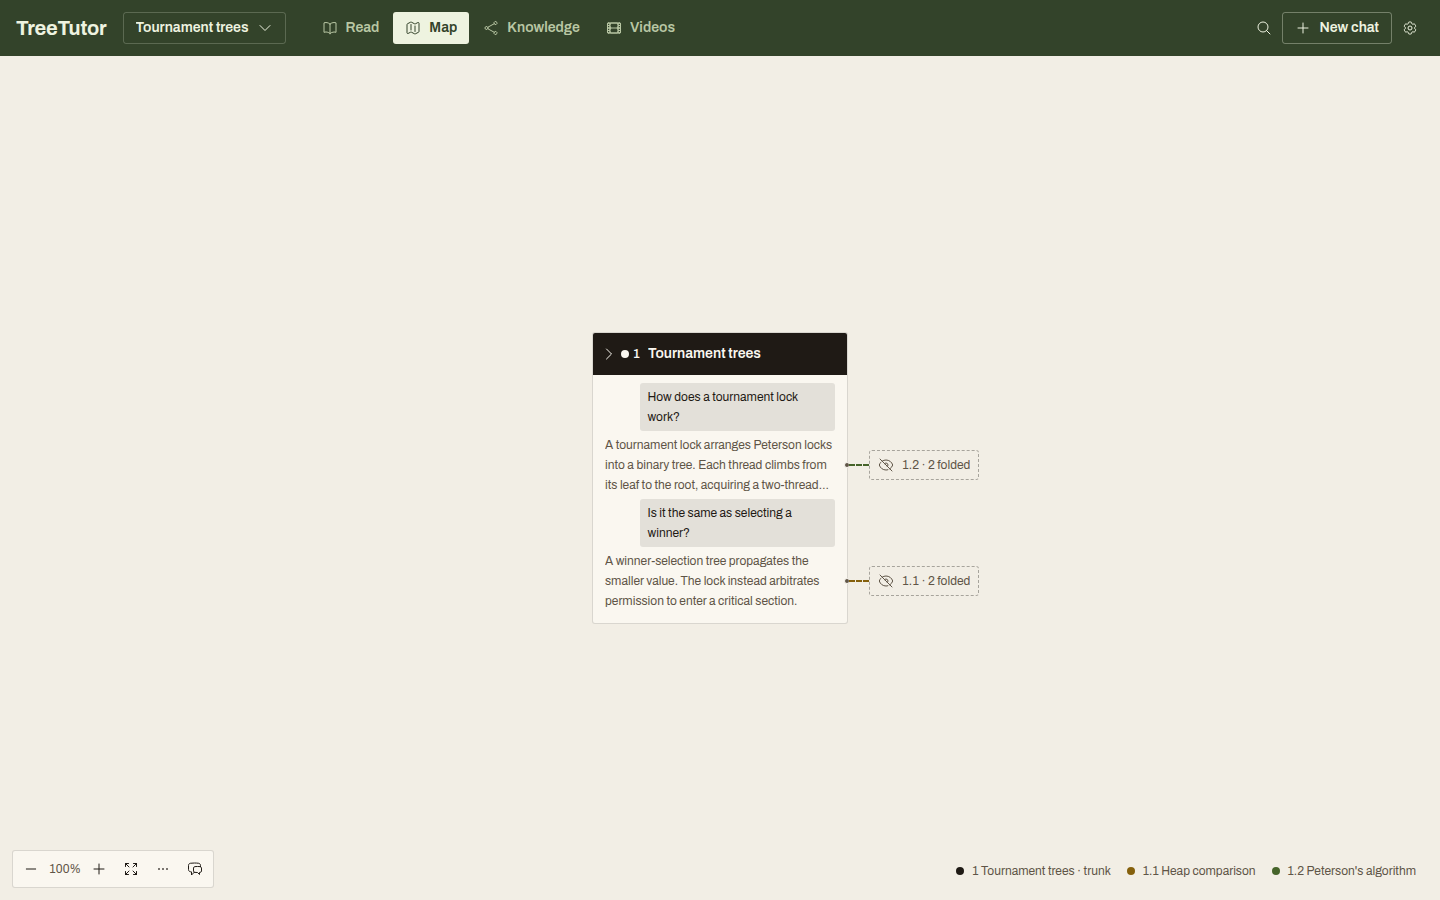 TreeTutor
Tournament trees
Read
Map
Knowledge
Videos
New chat
1 Tournament trees
How does a tournament lock
work?
A tournament lock arranges Peterson locks
into a binary tree. Each thread climbs from
its leaf to the root, acquiring a two-thread...
1.2 · 2 folded
Is it the same as selecting a
winner?
A winner-selection tree propagates the
smaller value. The lock instead arbitrates
permission to enter a critical section.
1.1 · 2 folded
100%
1 Tournament trees · trunk
1.1 Heap comparison
1.2 Peterson's algorithm